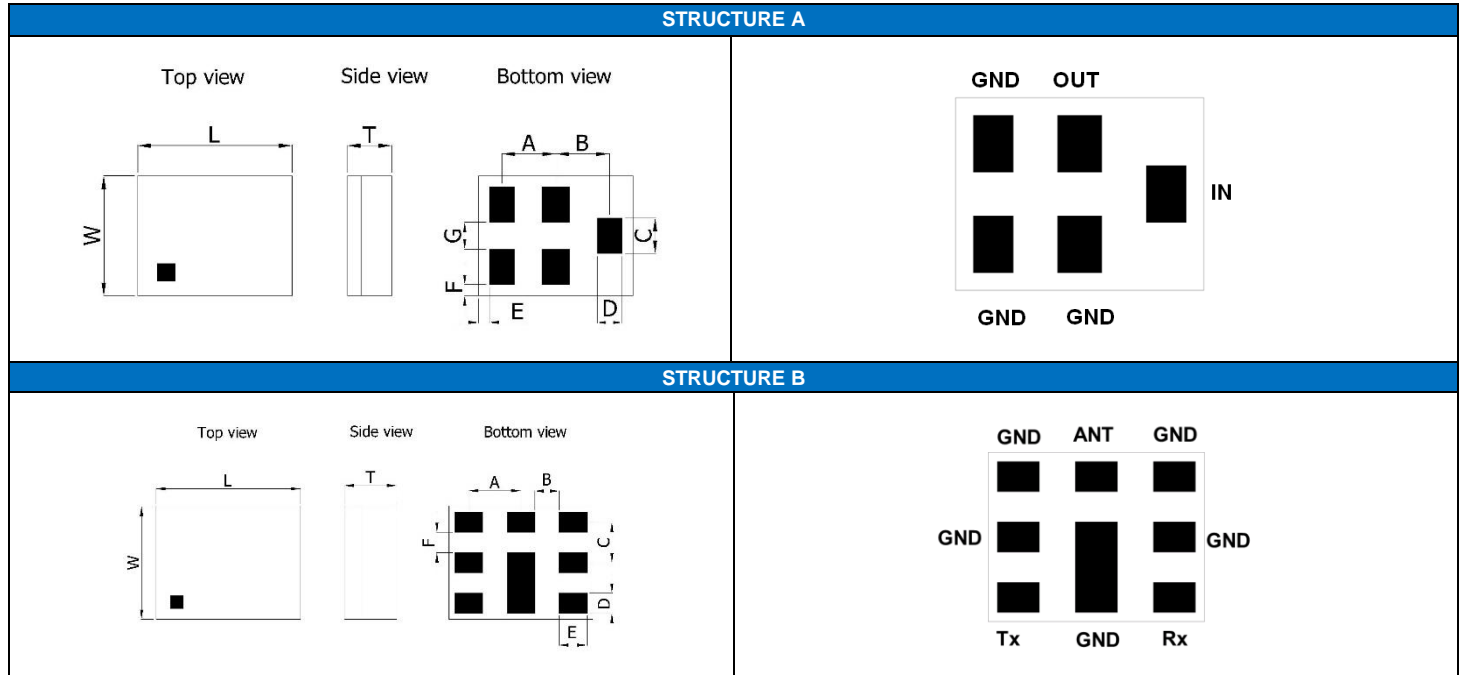 STRUCTURE A
Top view Side view Bottom view
L T A B
W G C
F E D
GND OUT
IN
GND GND
STRUCTURE B
Top view Side view Bottom view
L T A B
W F C
D
E
GND ANT GND
GND GND
Tx GND Rx